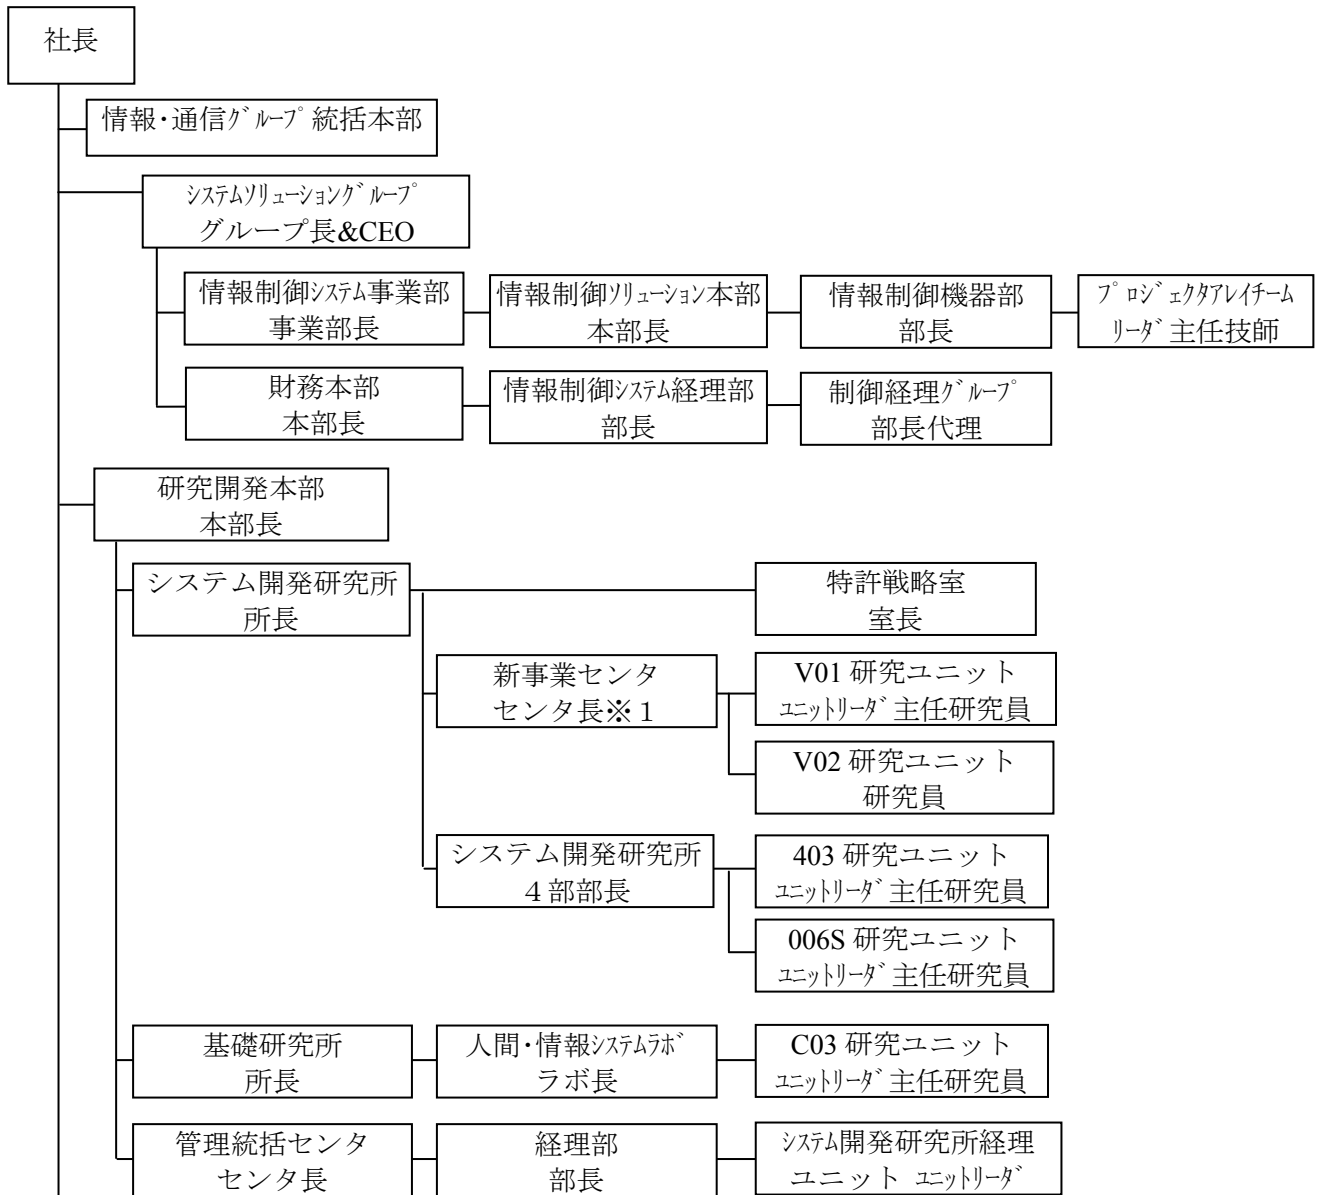 社長
情報･通信ｸﾞﾙｰﾌﾟ統括本部
ｼｽﾃﾑｿﾘｭｰｼｮﾝｸﾞﾙｰﾌﾟ
グループ長&CEO
情報制御ｼｽﾃﾑ事業部
事業部長
情報制御ｿﾘｭｰｼｮﾝ本部
本部長
情報制御機器部
部長
ﾌﾟﾛｼﾞｪｸﾀアレイﾁｰﾑ
ﾘｰﾀﾞ主任技師
財務本部
本部長
情報制御ｼｽﾃﾑ経理部
部長
制御経理ｸﾞﾙｰﾌﾟ
部長代理
研究開発本部
本部長
システム開発研究所
所長
特許戦略室
室長
新事業センタ
センタ長※１
V01 研究ユニット
ﾕﾆｯﾄﾘｰﾀﾞ主任研究員
V02 研究ユニット
研究員
システム開発研究所
４部部長
403 研究ユニット
ﾕﾆｯﾄﾘｰﾀﾞ主任研究員
006S 研究ユニット
ﾕﾆｯﾄﾘｰﾀﾞ主任研究員
基礎研究所
所長
人間･情報ｼｽﾃﾑﾗﾎﾞ
ラボ長
C03 研究ユニット
ﾕﾆｯﾄﾘｰﾀﾞ主任研究員
管理統括センタ
センタ長
経理部
部長
ｼｽﾃﾑ開発研究所経理
ユニット ﾕﾆｯﾄﾘｰﾀﾞ